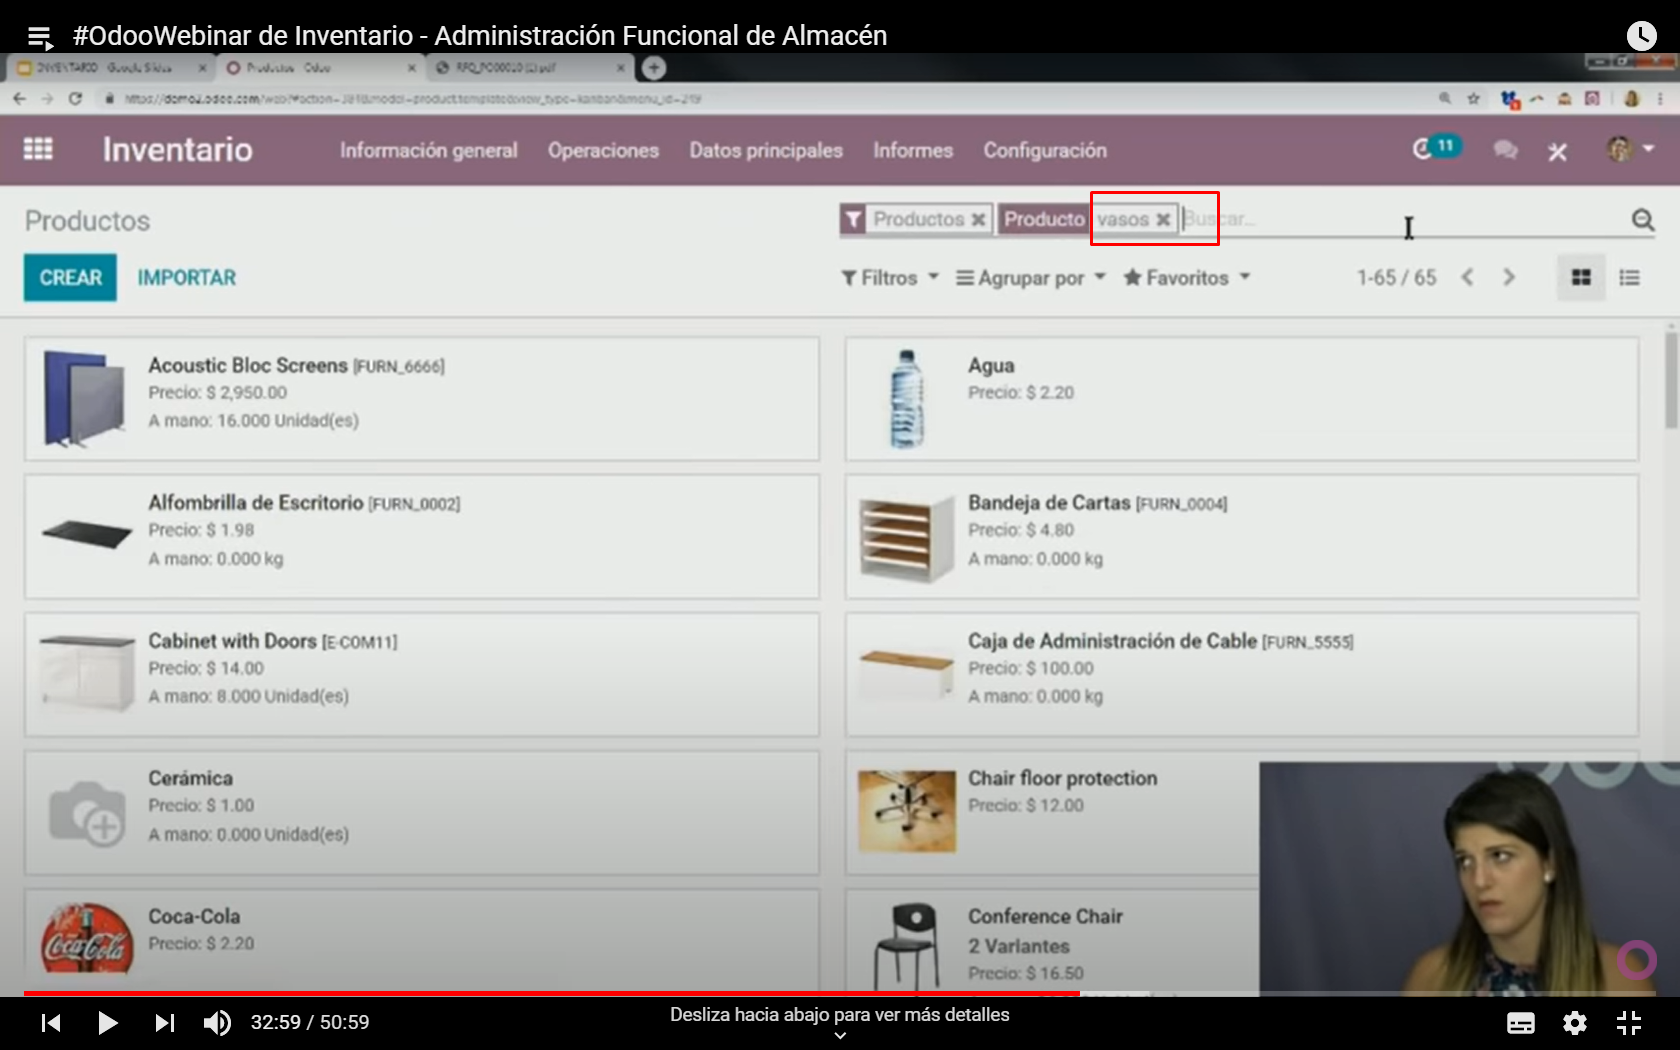 #OdooWebinar de Inventario - Administración Funcional de Almacén
INVENTARIO - Google Slides
Productos - Odoo
Inventario
Información general
Operaciones
Datos principales
Informes
Configuración
11
Productos
Productos
Producto
vasos
Buscar...
CREAR
IMPORTAR
Filtros
Agrupar por
Favoritos
1-65 / 65
Acoustic Bloc Screens [FURN_6666]
Precio: $ 2,950.00
A mano: 16.000 Unidad(es)
Agua
Precio: $ 2.20
Alfombrilla de Escritorio [FURN_0002]
Precio: $ 1.98
A mano: 0.000 kg
Bandeja de Cartas [FURN_0004]
Precio: $ 4.80
A mano: 0.000 kg
Cabinet with Doors [E-COM11]
Precio: $ 14.00
A mano: 8.000 Unidad(es)
Caja de Administración de Cable [FURN_5555]
Precio: $ 100.00
A mano: 0.000 kg
Cerámica
Precio: $ 1.00
A mano: 0.000 Unidad(es)
Chair floor protection
Precio: $ 12.00
Coca-Cola
Precio: $ 2.20
Coca-Cola
Conference Chair
2 Variantes
Precio: $ 16.50
32:59 / 50:59
Desliza hacia abajo para ver más detalles